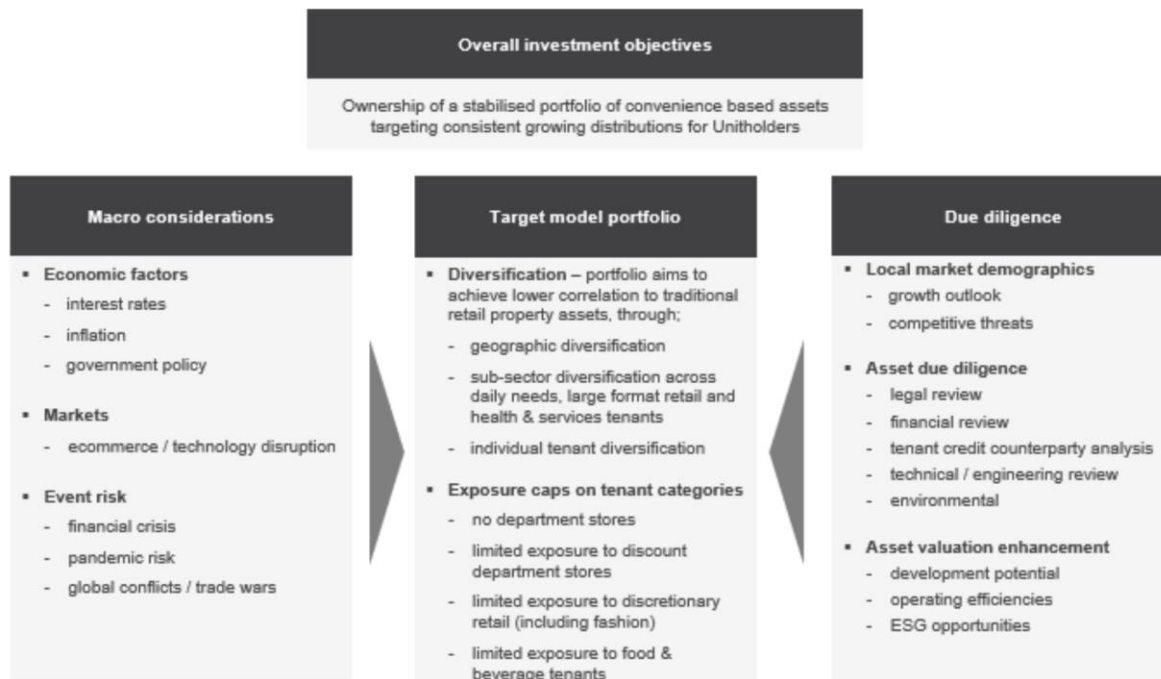 Overall investment objectives
Ownership of a stabilised portfolio of convenience based assets
targeting consistent growing distributions for Unitholders
Macro considerations
▪ Economic factors
- interest rates
- inflation
- government policy
▪ Markets
- ecommerce / technology disruption
▪ Event risk
- financial crisis
- pandemic risk
- global conflicts / trade wars
Target model portfolio
▪ Diversification – portfolio aims to
achieve lower correlation to traditional
retail property assets, through;
- geographic diversification
- sub-sector diversification across
daily needs, large format retail and
health & services tenants
- individual tenant diversification
▪ Exposure caps on tenant categories
- no department stores
- limited exposure to discount
department stores
- limited exposure to discretionary
retail (including fashion)
- limited exposure to food &
beverage tenants
Due diligence
▪ Local market demographics
- growth outlook
- competitive threats
▪ Asset due diligence
- legal review
- financial review
- tenant credit counterparty analysis
- technical / engineering review
- environmental
▪ Asset valuation enhancement
- development potential
- operating efficiencies
- ESG opportunities